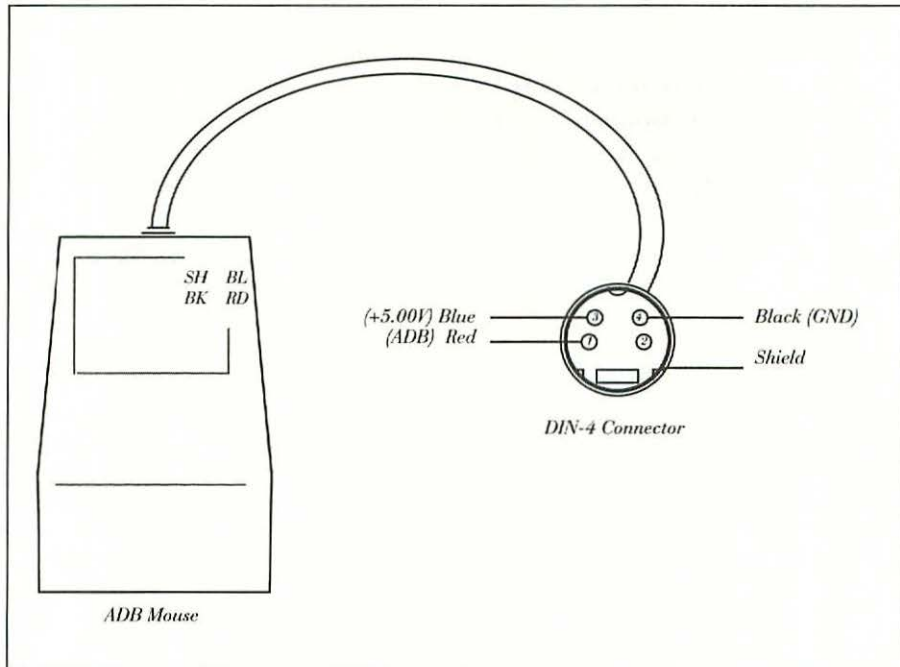 SH BL
BK RD
(+5.00V) Blue
(ADB) Red
3
4
1
2
Black (GND)
Shield
DIN-4 Connector
ADB Mouse